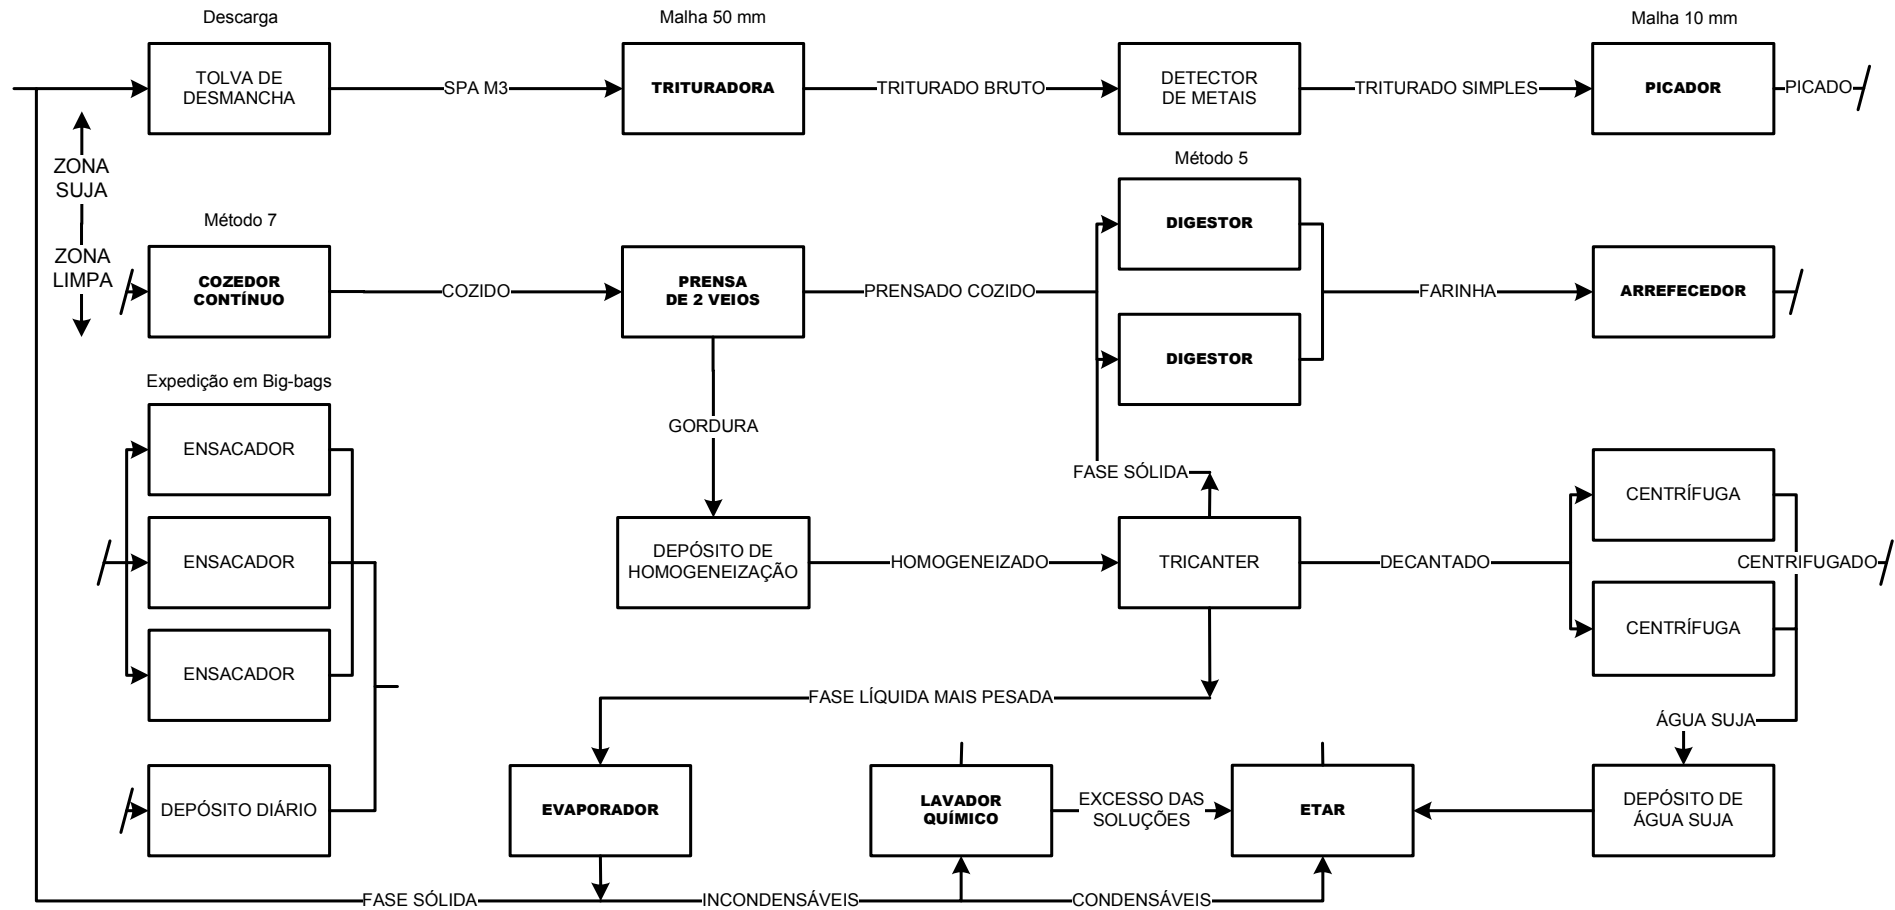 Descarga
Malha 50 mm
Malha 10 mm
TOLVA DE
DESMANCHA
SPA M3
TRITURADORA
TRITURADO BRUTO
DETECTOR
DE METAIS
TRITURADO SIMPLES
PICADOR
PICADO
ZONA
SUJA
ZONA
LIMPA
Método 7
Método 5
COZEDOR
CONTÍNUO
COZIDO
PRENSA
DE 2 VEIOS
PRENSADO COZIDO
DIGESTOR
DIGESTOR
FARINHA
ARREFECEDOR
Expedição em Big-bags
ENSACADOR
ENSACADOR
ENSACADOR
GORDURA
FASE SÓLIDA
DEPÓSITO DE
HOMOGENEIZAÇÃO
HOMOGENEIZADO
TRICANTER
DECANTADO
CENTRÍFUGA
CENTRÍFUGA
CENTRIFUGADO
FASE LÍQUIDA MAIS PESADA
ÁGUA SUJA
DEPÓSITO DIÁRIO
EVAPORADOR
LAVADOR
QUÍMICO
EXCESSO DAS
SOLUÇÕES
ETAR
DEPÓSITO DE
ÁGUA SUJA
FASE SÓLIDA
INCONDENSÁVEIS
CONDENSÁVEIS